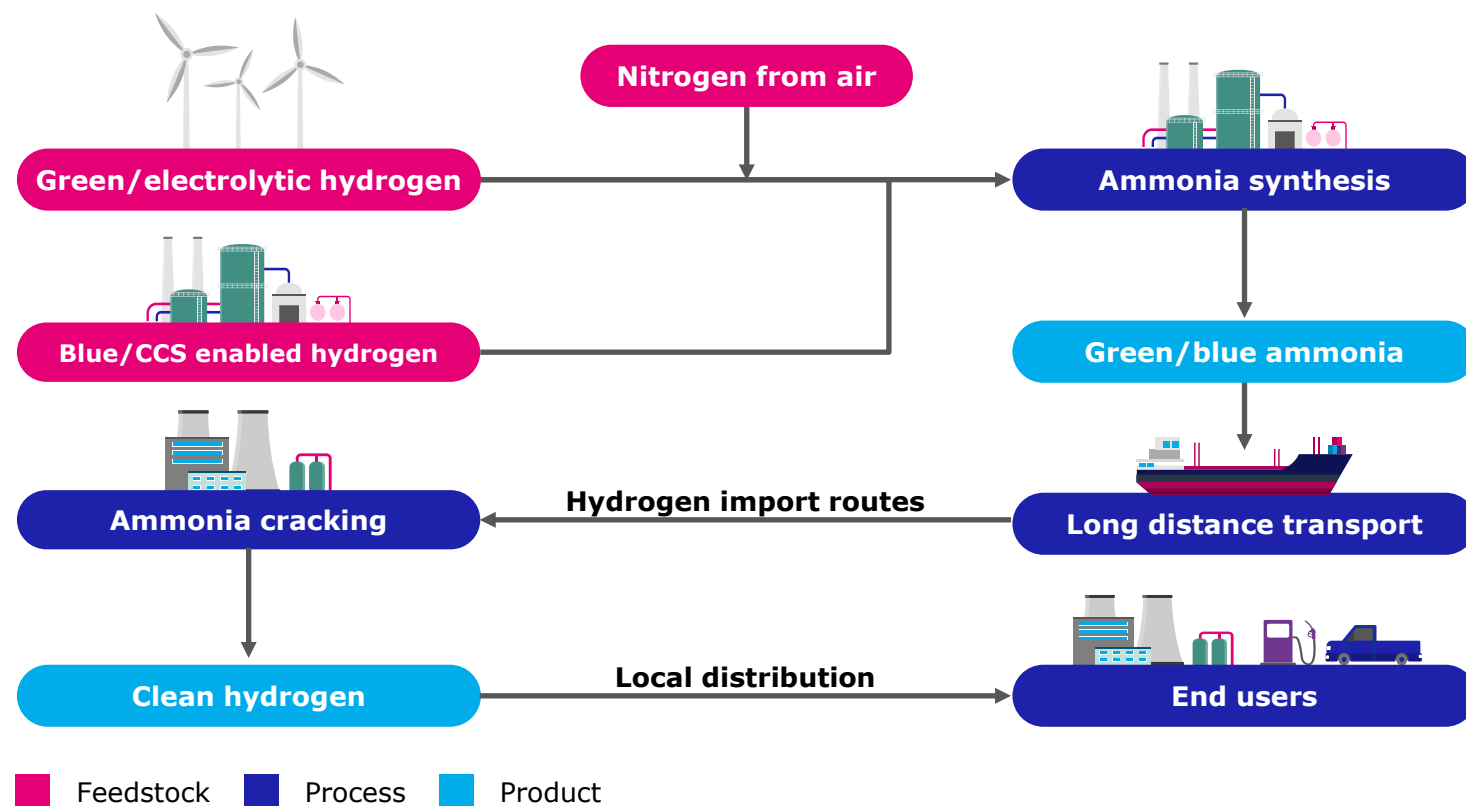 Nitrogen from air
Green/electrolytic hydrogen
Ammonia synthesis
Blue/CCS enabled hydrogen
Green/blue ammonia
Ammonia cracking
Hydrogen import routes
Long distance transport
Clean hydrogen
Local distribution
End users
Feedstock
Process
Product